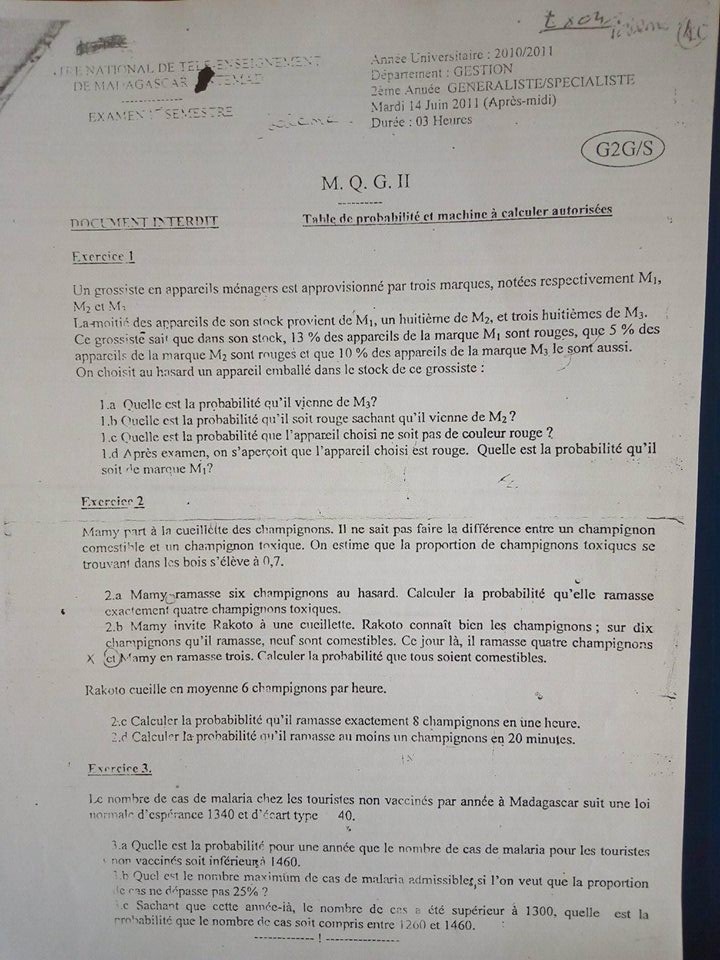 NATIONAL DE TELE-ENSEIGNEMENT
DE MADAGASCAR
EXAMEN 1 SEMESTRE
Année Universitaire : 2010/2011
Département : GESTION
2ème Année GENERALISTE/SPECIALISTE
Mardi 14 Juin 2011 (Après-midi)
Durée : 03 Heures
G2G/S
M. Q. G. II
DOCUMENT INTERDIT
Table de probabilité et machine à calculer autorisées
Exercice 1
Un grossiste en appareils ménagers est approvisionné par trois marques, notées respectivement M1,
M2 et M3
La moitié des appareils de son stock provient de M1, un huitième de M2, et trois huitièmes de M3.
Ce grossiste sait que dans son stock, 13 % des appareils de la marque M1 sont rouges, que 5 % des
appareils de la marque M2 sont rouges et que 10 % des appareils de la marque M3 le sont aussi.
On choisit au hasard un appareil emballé dans le stock de ce grossiste :
1.a Quelle est la probabilité qu'il vienne de M3?
1.b Quelle est la probabilité qu'il soit rouge sachant qu'il vienne de M2 ?
1.c Quelle est la probabilité que l'appareil choisi ne soit pas de couleur rouge ?
1.d Après examen, on s'aperçoit que l'appareil choisi est rouge. Quelle est la probabilité qu'il
soit de marque M1?
Exercice 2
Mamy part à la cueillette des champignons. Il ne sait pas faire la différence entre un champignon
comestible et un champignon toxique. On estime que la proportion de champignons toxiques se
trouvant dans les bois s'élève à 0,7.
2.a Mamy ramasse six champignons au hasard. Calculer la probabilité qu'elle ramasse
exactement quatre champignons toxiques.
2.b Mamy invite Rakoto à une cueillette. Rakoto connaît bien les champignons ; sur dix
champignons qu'il ramasse, neuf sont comestibles. Ce jour là, il ramasse quatre champignons
X et Mamy en ramasse trois. Calculer la probabilité que tous soient comestibles.
Rakoto cueille en moyenne 6 champignons par heure.
2.c Calculer la probabiblité qu'il ramasse exactement 8 champignons en une heure.
2.d Calculer la probabilité qu'il ramasse au moins un champignons en 20 minutes.
Exercice 3.
Le nombre de cas de malaria chez les touristes non vaccinés par année à Madagascar suit une loi
normale d'espérance 1340 et d'écart type 40.
3.a Quelle est la probabilité pour une année que le nombre de cas de malaria pour les touristes
non vaccinés soit inférieur à 1460.
3.b Quel est le nombre maximum de cas de malaria admissibles, si l'on veut que la proportion
de cas ne dépasse pas 25% ?
3.c Sachant que cette année-là, le nombre de cas a été supérieur à 1300, quelle est la
probabilité que le nombre de cas soit compris entre 1260 et 1460.